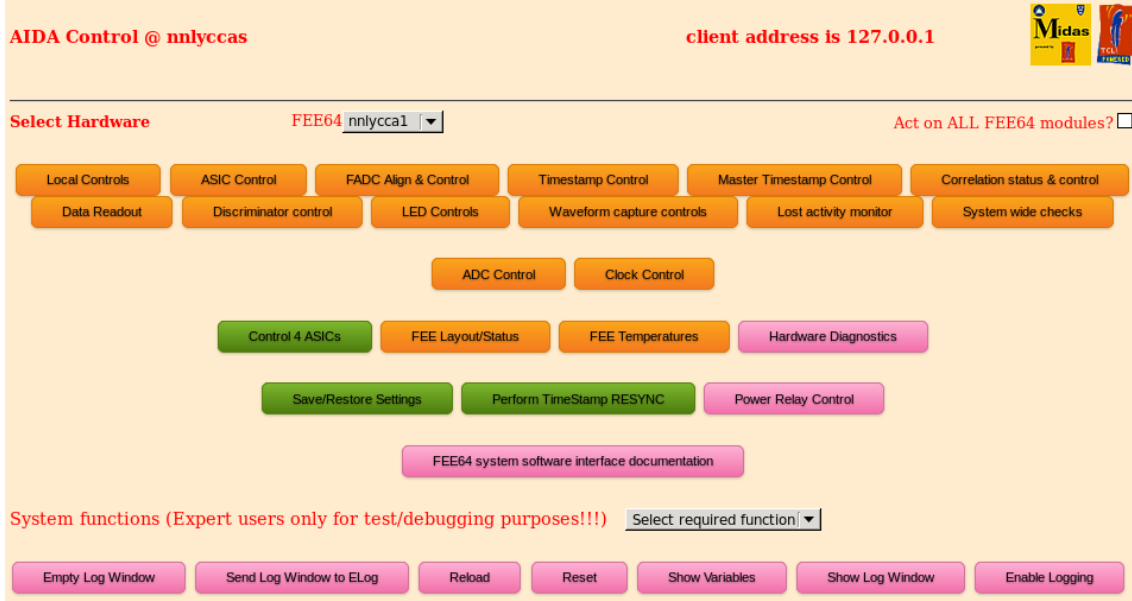 AIDA Control @ nnlyccas client address is 127.0.0.1
Midas
TCL
POWERED
Select Hardware FEE64 nnlycca1 Act on ALL FEE64 modules?
Local Controls ASIC Control FADC Align & Control Timestamp Control Master Timestamp Control Correlation status & control
Data Readout Discriminator control LED Controls Waveform capture controls Lost activity monitor System wide checks
ADC Control Clock Control
Control 4 ASICs FEE Layout/Status FEE Temperatures Hardware Diagnostics
Save/Restore Settings Perform TimeStamp RESYNC Power Relay Control
FEE64 system software interface documentation
System functions (Expert users only for test/debugging purposes!!!) Select required function
Empty Log Window Send Log Window to ELog Reload Reset Show Variables Show Log Window Enable Logging